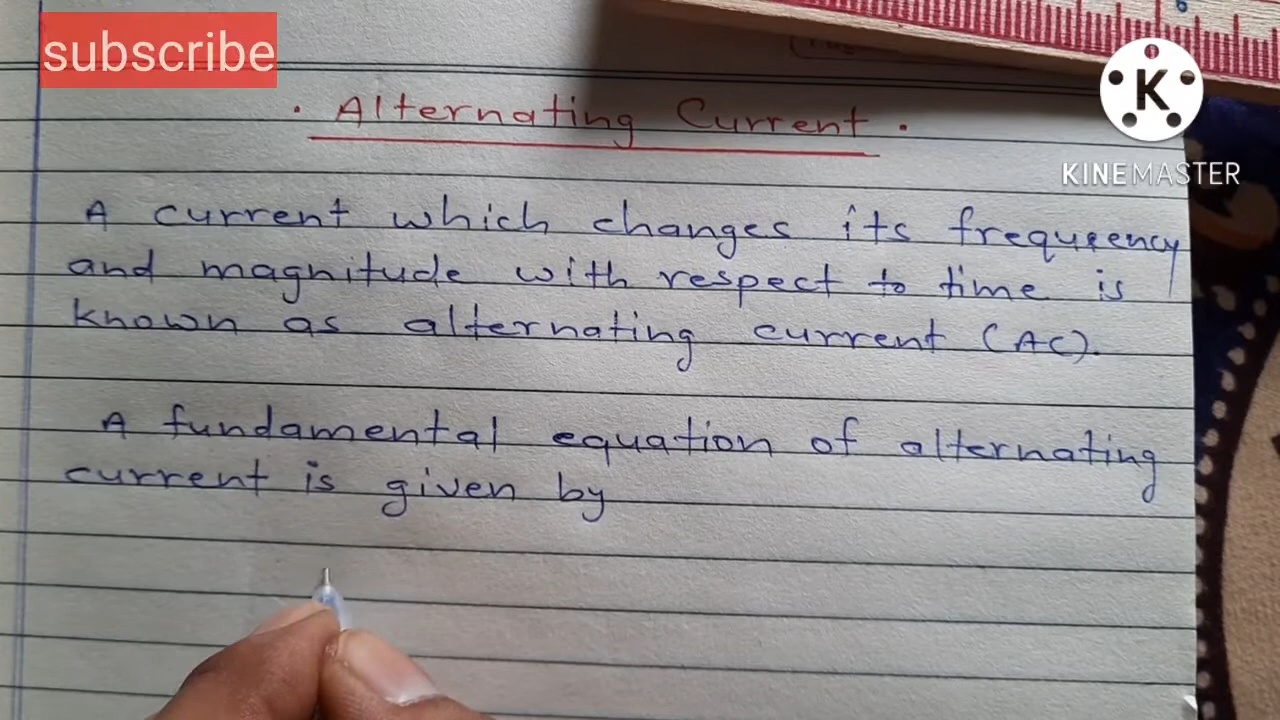 subscribe
K
KINEMASTER
. Alternating Current .
A current which changes its frequeency
and magnitude with respect to time is
known as alternating current (AC).
A fundamental equation of alternating
current is given by